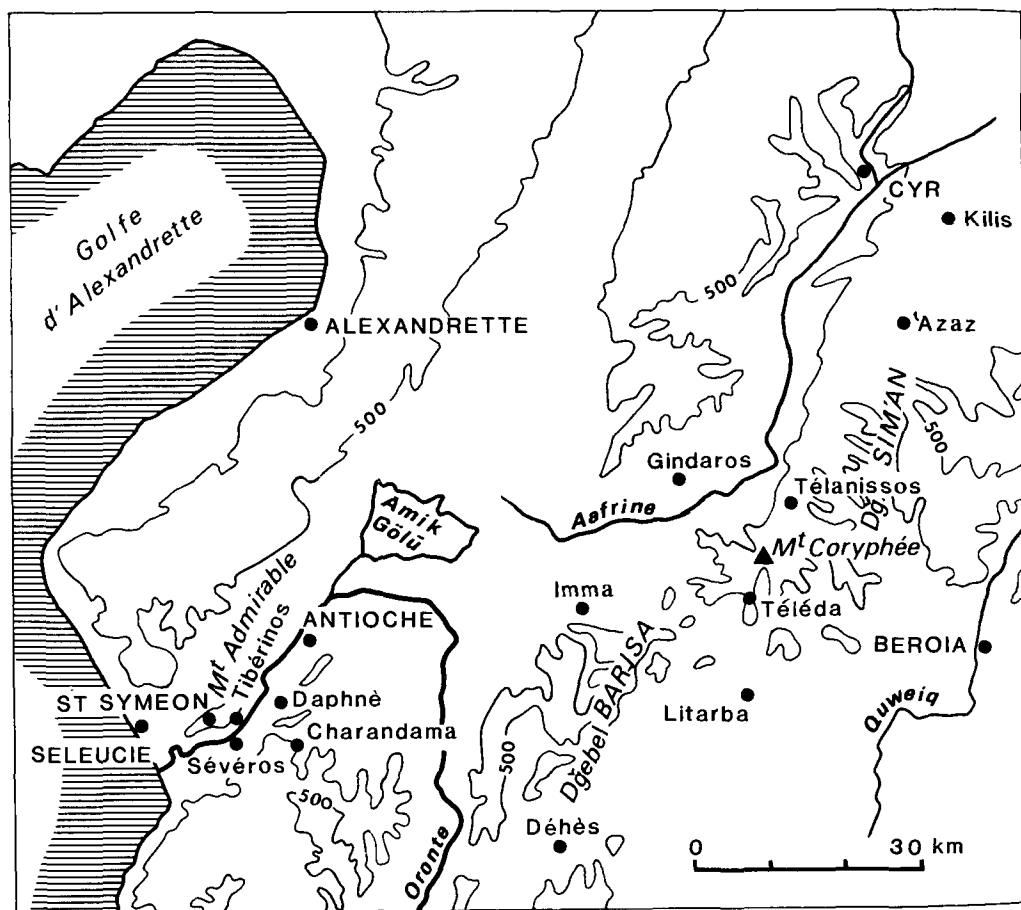 Golfe
d'Alexandrette
CYR
Kilis
500
ALEXANDRETTE
'Azaz
500
Dğ. SIM'AN
500
Gindaros
Télanissos
Aafrine
Amik
Gölü
Mt Coryphée
Imma
Téléda
Mt Admirable
Tibérinos
ANTIOCHE
BEROIA
ST SYMEON
Daphnè
Dğebel BARISA
Litarba
Quweiq
SELEUCIE
Charandama
Sévéros
500
500
Déhès
Oronte
0 30 km